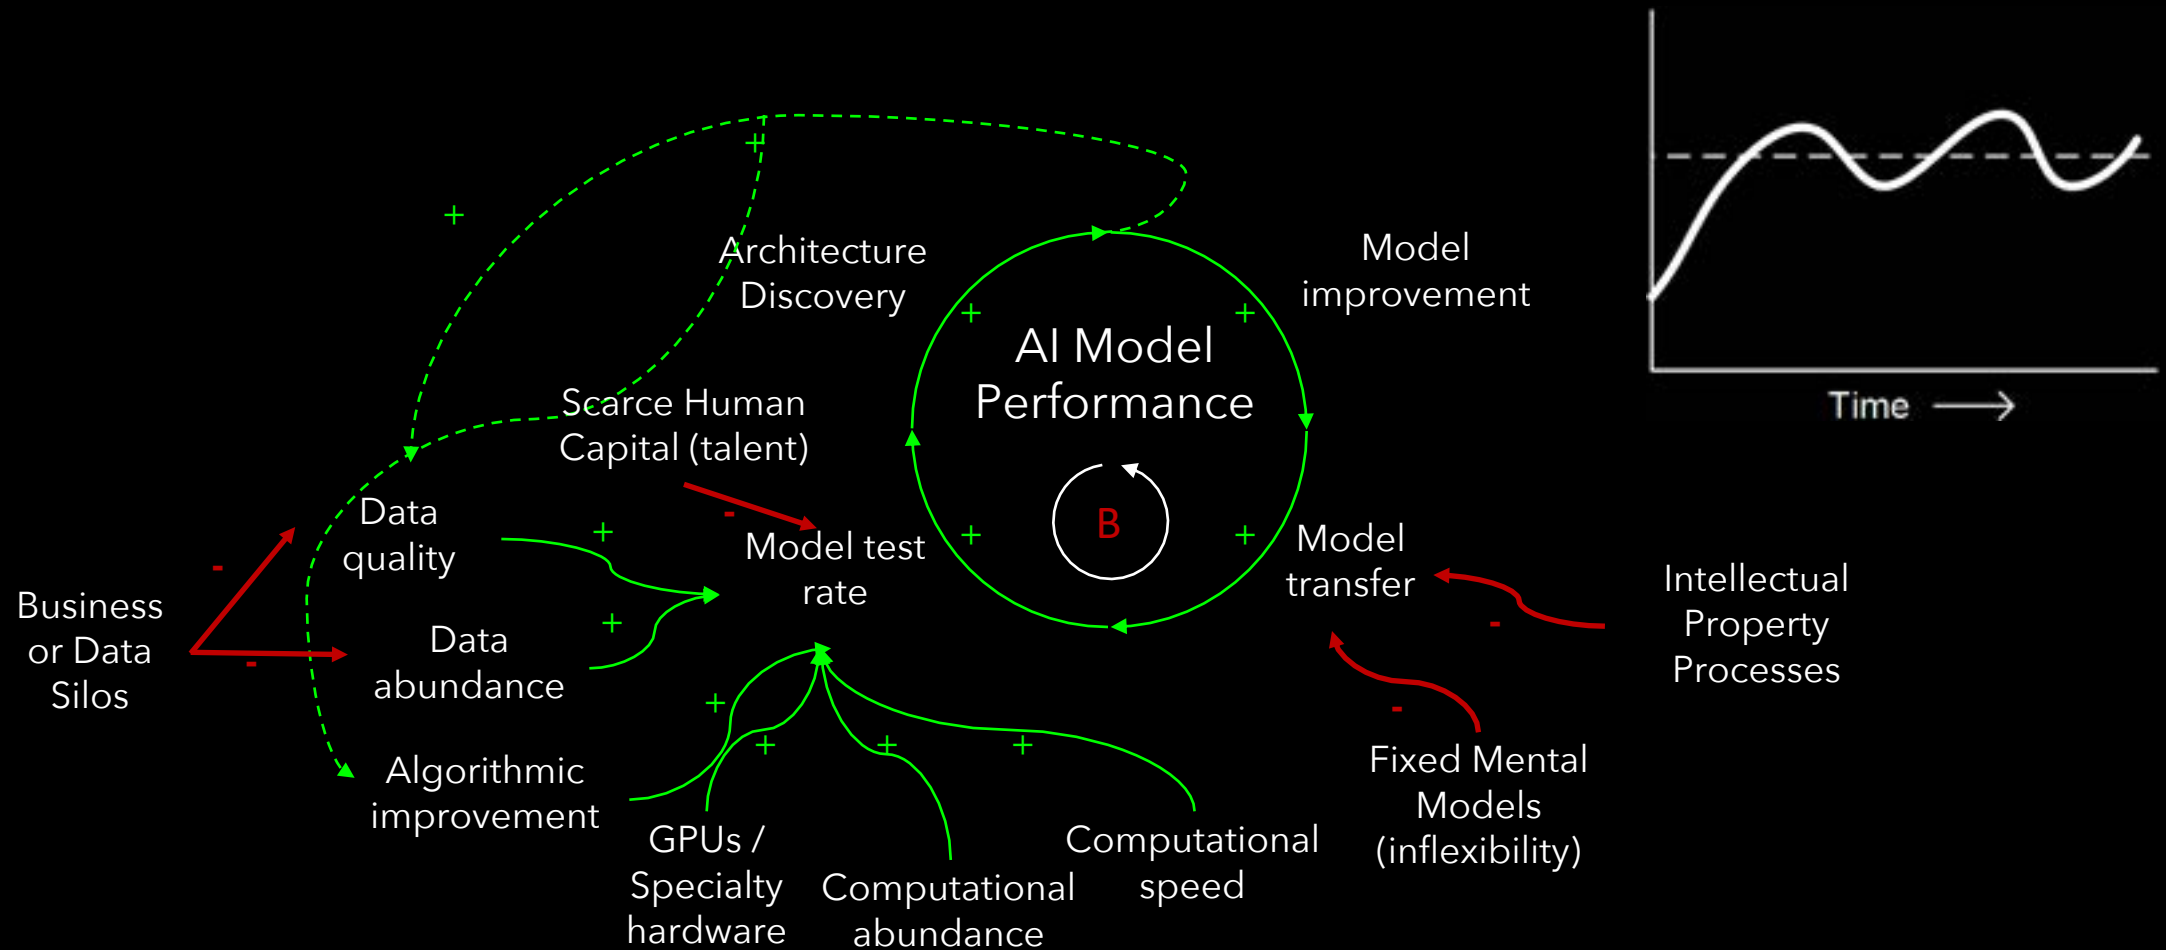 +
+
Architecture
Discovery
Model
improvement
+
+
AI Model
Performance
Time
Scarce Human
Capital (talent)
-
Data
quality
+
Model test
rate
+
B
+
Model
transfer
-
Business
or Data
Silos
-
Data
abundance
+
-
Intellectual
Property
Processes
+
+
+
+
-
Algorithmic
improvement
GPUs /
Specialty
hardware
Computational
abundance
Computational
speed
Fixed Mental
Models
(inflexibility)